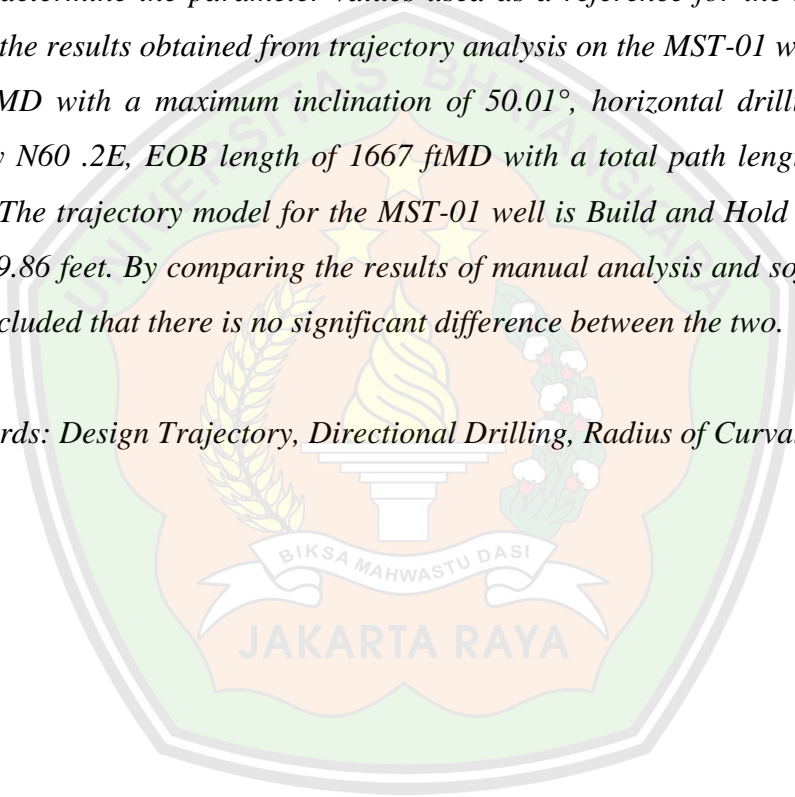 determine the parameter values used as a reference for the
the results obtained from trajectory analysis on the MST-01
MD with a maximum inclination of 50.01°, horizontal
N60 .2E, EOB length of 1667 ftMD with a total path
The trajectory model for the MST-01 well is Build and Hold
9.86 feet. By comparing the results of manual analysis and
cluded that there is no significant difference between the two.
rds: Design Trajectory, Directional Drilling, Radius of
UNIVERSITAS BHAYANGKARA
BIKSA MAHWASTU DASI
JAKARTA RAYA